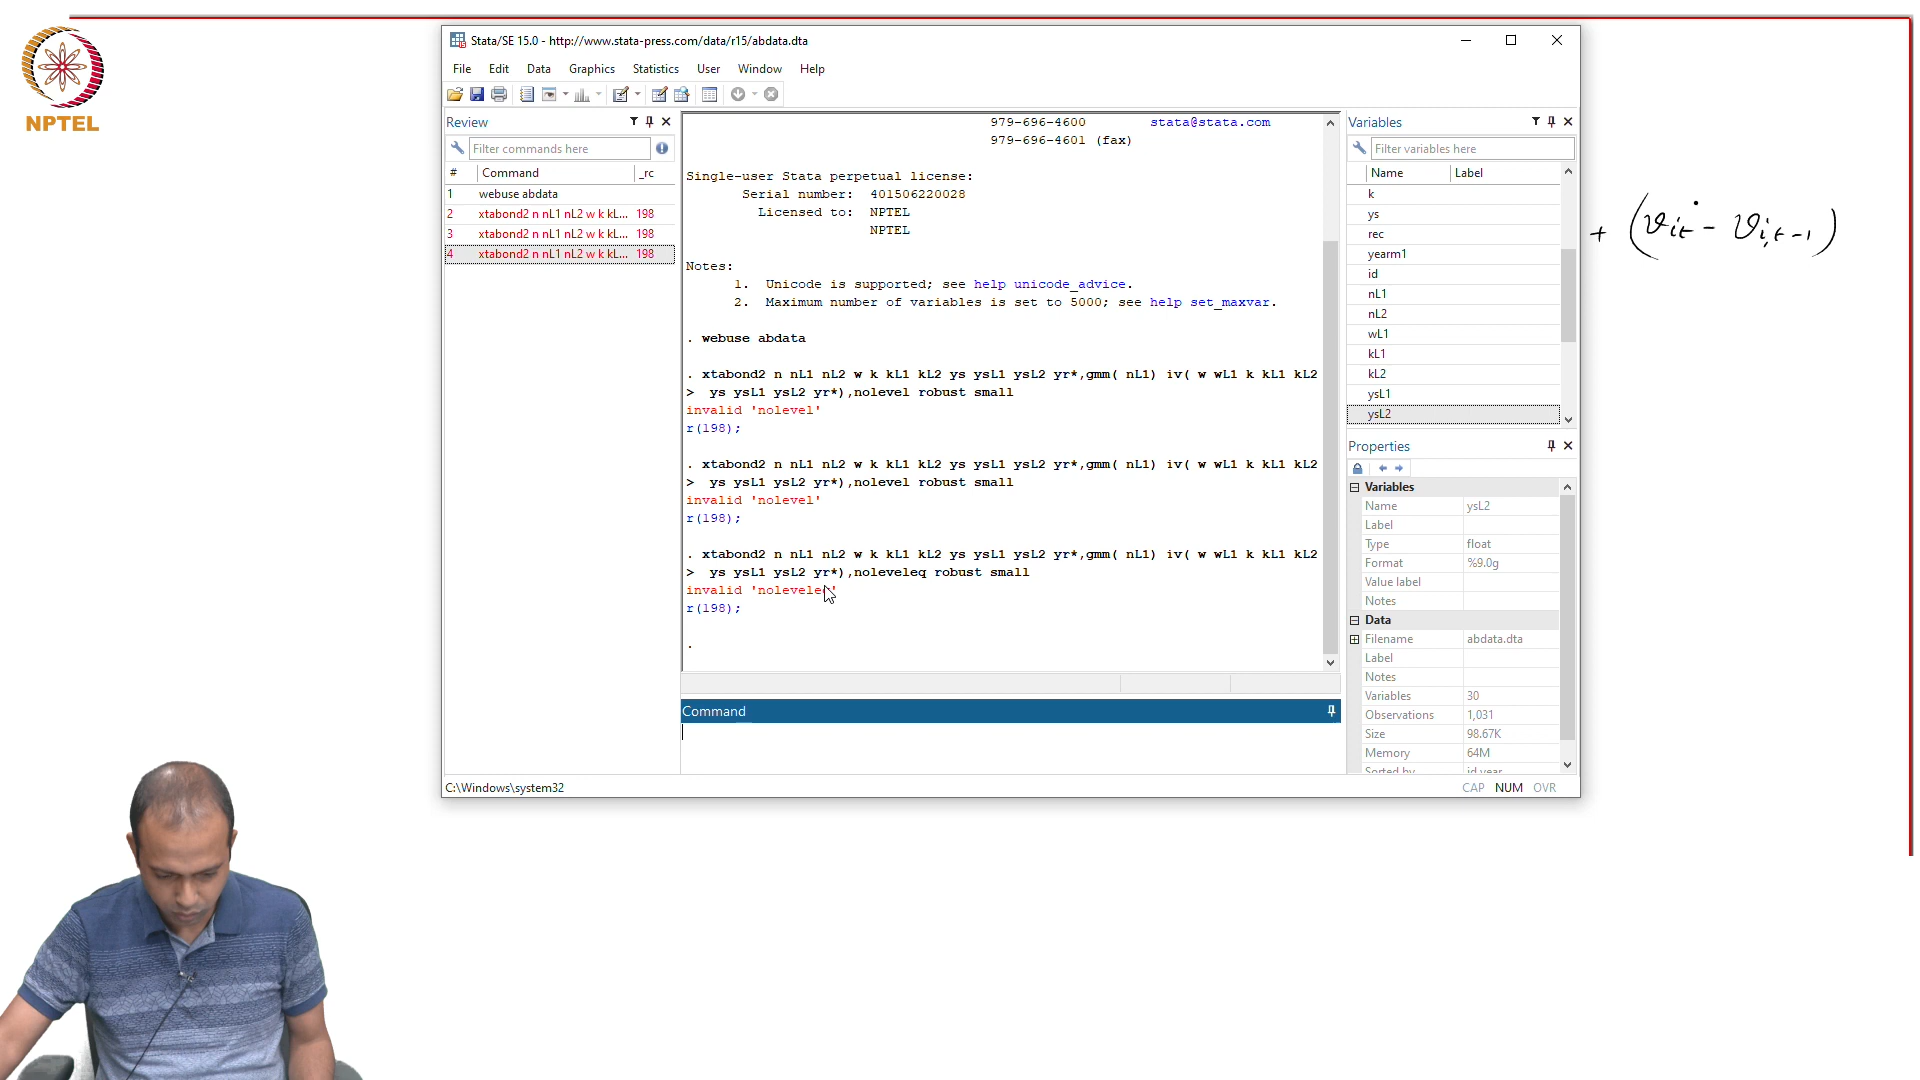 NPTEL
Stata/SE 15.0 - http://www.stata-press.com/data/r15/abdata.dta
File Edit Data Graphics Statistics User Window Help
Review
Filter commands here
# Command _rc
1 webuse abdata
2 xtabond2 n nL1 nL2 w k kL... 198
3 xtabond2 n nL1 nL2 w k kL... 198
4 xtabond2 n nL1 nL2 w k kL... 198
979-696-4600 stata@stata.com
979-696-4601 (fax)
Single-user Stata perpetual license:
Serial number: 401506220028
Licensed to: NPTEL
NPTEL
Notes:
1. Unicode is supported; see help unicode_advice.
2. Maximum number of variables is set to 5000; see help set_maxvar.
. webuse abdata
. xtabond2 n nL1 nL2 w k kL1 kL2 ys ysL1 ysL2 yr*,gmm( nL1) iv( w wL1 k kL1 kL2
> ys ysL1 ysL2 yr*),nolevel robust small
invalid 'nolevel'
r(198);
. xtabond2 n nL1 nL2 w k kL1 kL2 ys ysL1 ysL2 yr*,gmm( nL1) iv( w wL1 k kL1 kL2
> ys ysL1 ysL2 yr*),nolevel robust small
invalid 'nolevel'
r(198);
. xtabond2 n nL1 nL2 w k kL1 kL2 ys ysL1 ysL2 yr*,gmm( nL1) iv( w wL1 k kL1 kL2
> ys ysL1 ysL2 yr*),noleveleq robust small
invalid 'noleveleq'
r(198);
.
Command
C:\Windows\system32
Variables
Filter variables here
Name Label
k
ys
rec
yearm1
id
nL1
nL2
wL1
kL1
kL2
ysL1
ysL2
Properties
Variables
Name ysL2
Label
Type float
Format %9.0g
Value label
Notes
Data
Filename abdata.dta
Label
Notes
Variables 30
Observations 1,031
Size 98.67K
Memory 64M
Sorted by id year
CAP NUM OVR
+ (vit - vi,t-1)